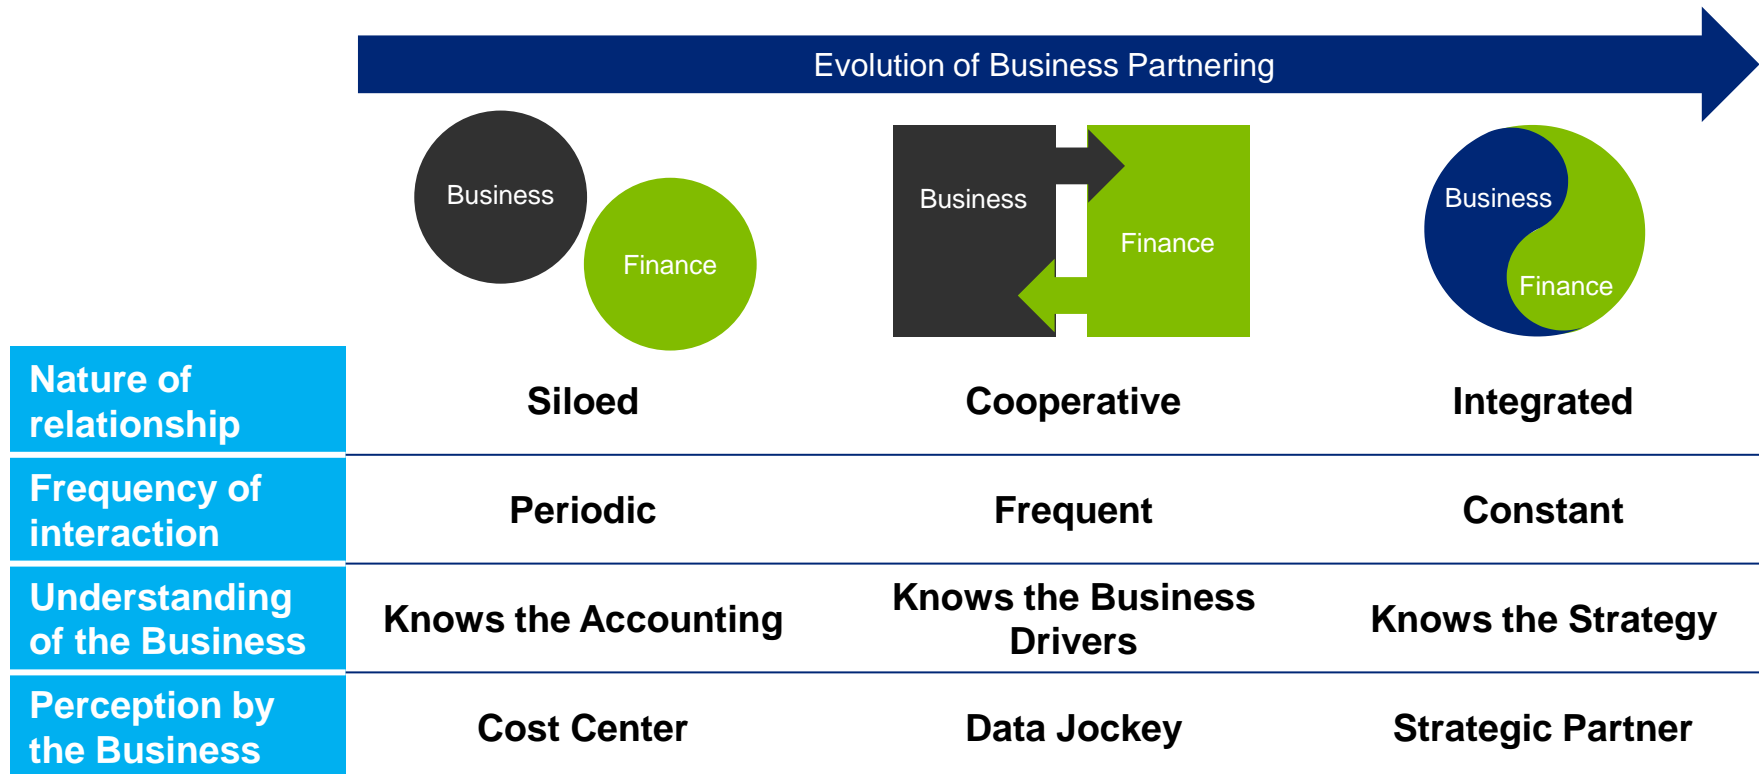 Evolution of Business Partnering
Business
Finance
Business
Finance
Business
Finance
Nature of
relationship
Siloed
Cooperative
Integrated
Frequency of
interaction
Periodic
Frequent
Constant
Understanding
of the Business
Knows the Accounting
Knows the Business
Drivers
Knows the Strategy
Perception by
the Business
Cost Center
Data Jockey
Strategic Partner